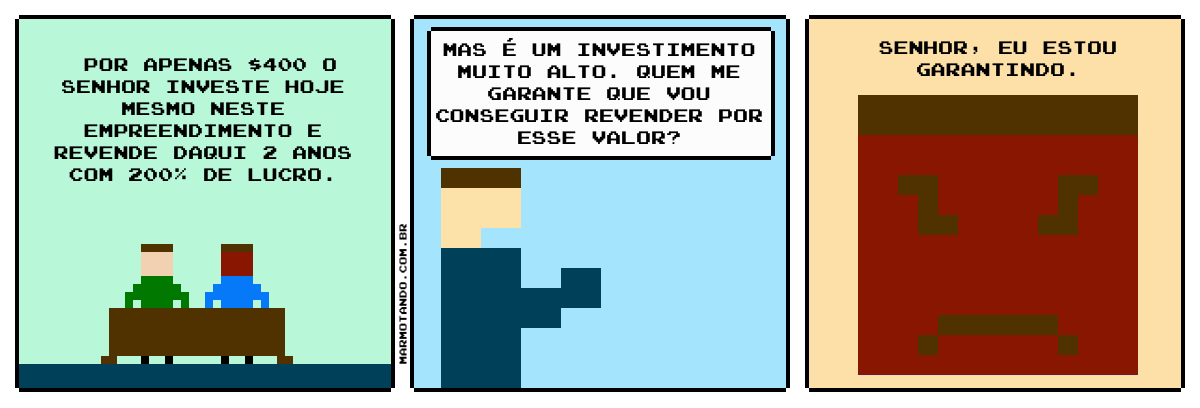 POR APENAS $400 O
SENHOR INVESTE HOJE
MESMO NESTE
EMPREENDIMENTO E
REVENDE DAQUI 2 ANOS
COM 200% DE LUCRO.
MARMOTANDO.COM.BR
MAS É UM INVESTIMENTO
MUITO ALTO. QUEM ME
GARANTE QUE VOU
CONSEGUIR REVENDER POR
ESSE VALOR?
SENHOR, EU ESTOU
GARANTINDO.